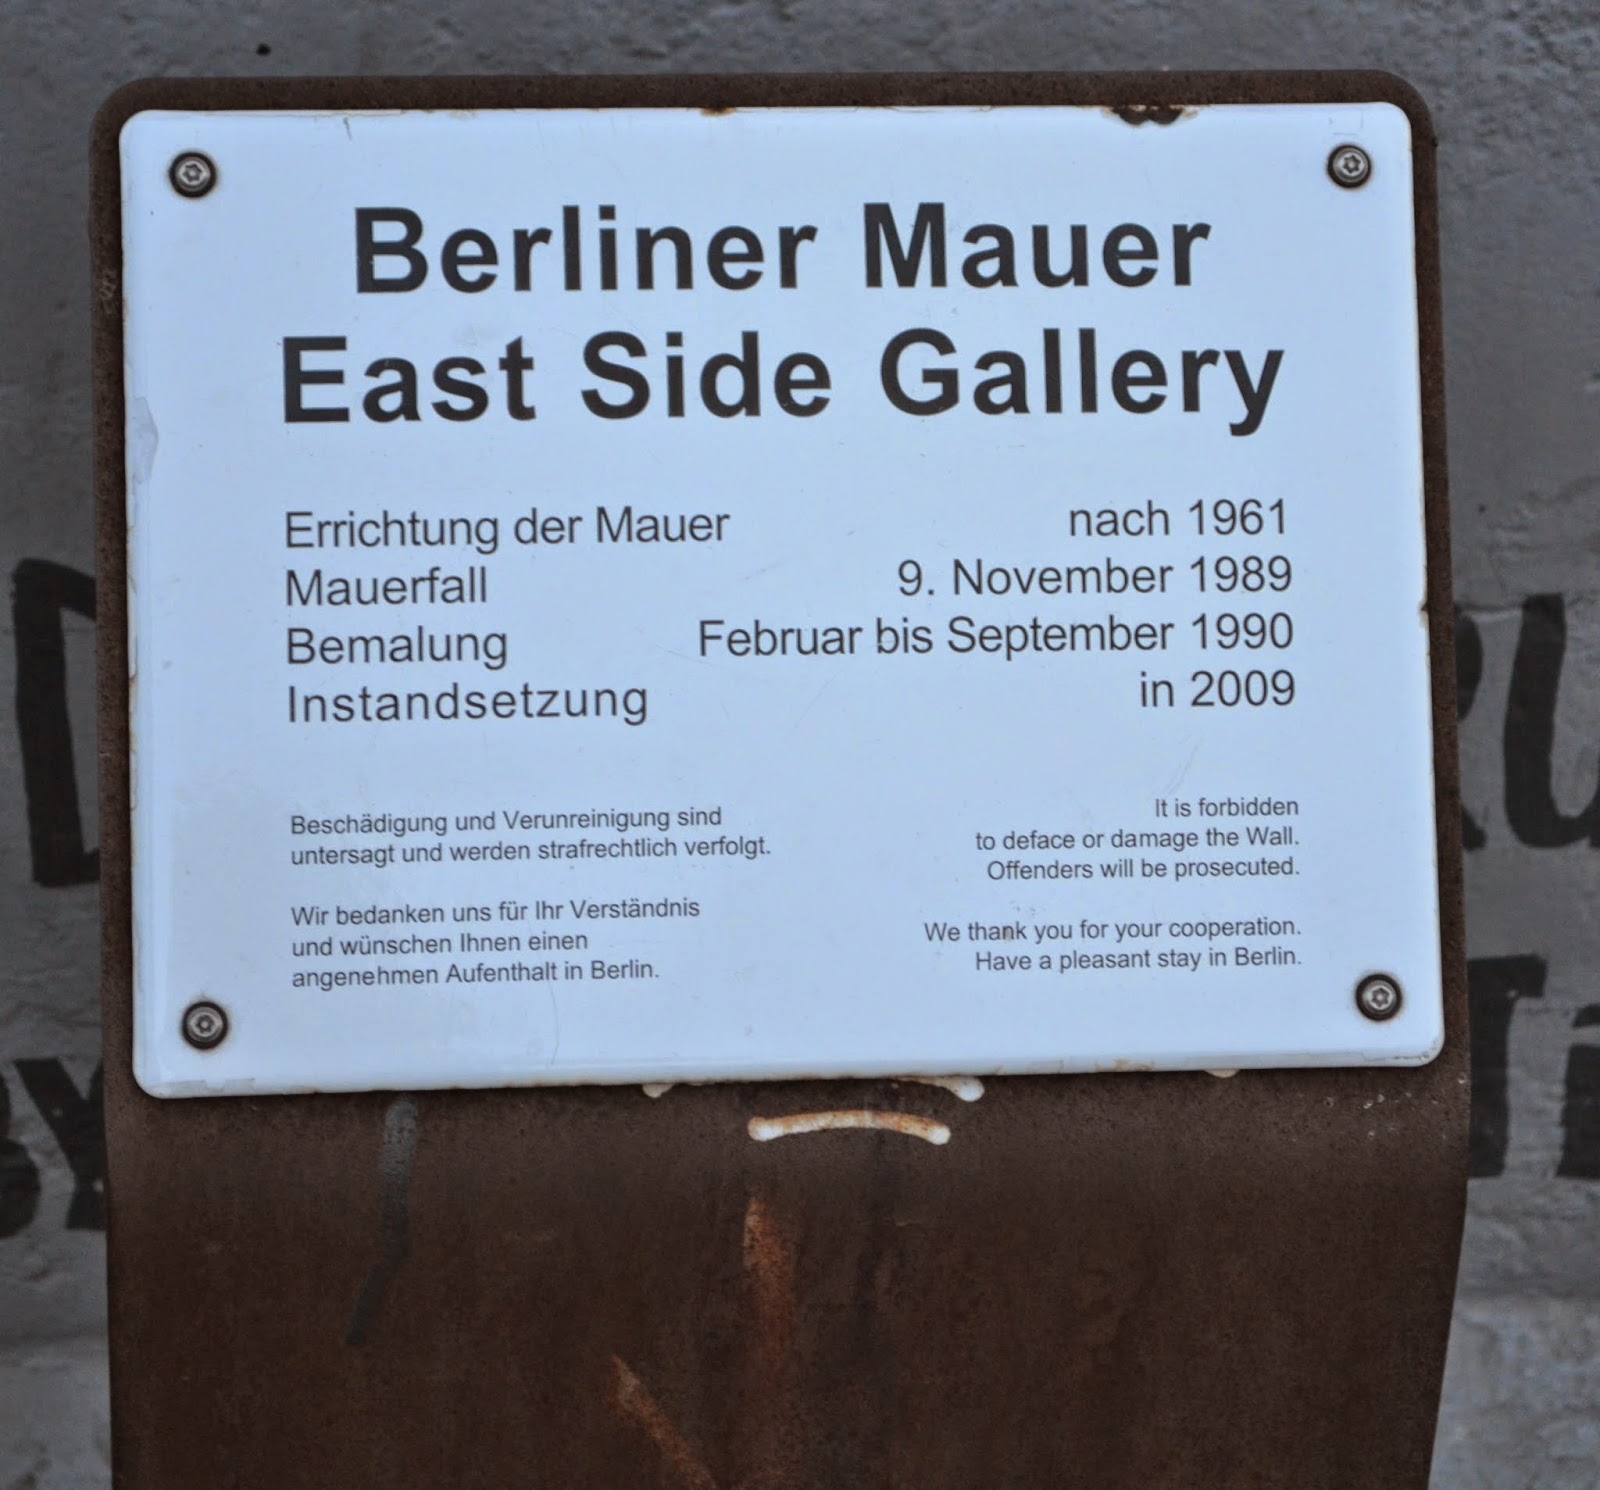 Berliner Mauer
East Side Gallery
Errichtung der Mauer nach 1961
Mauerfall 9. November 1989
Bemalung Februar bis September 1990
Instandsetzung in 2009
Beschädigung und Verunreinigung sind
untersagt und werden strafrechtlich verfolgt.
Wir bedanken uns für Ihr Verständnis
und wünschen Ihnen einen
angenehmen Aufenthalt in Berlin.
It is forbidden
to deface or damage the Wall.
Offenders will be prosecuted.
We thank you for your cooperation.
Have a pleasant stay in Berlin.